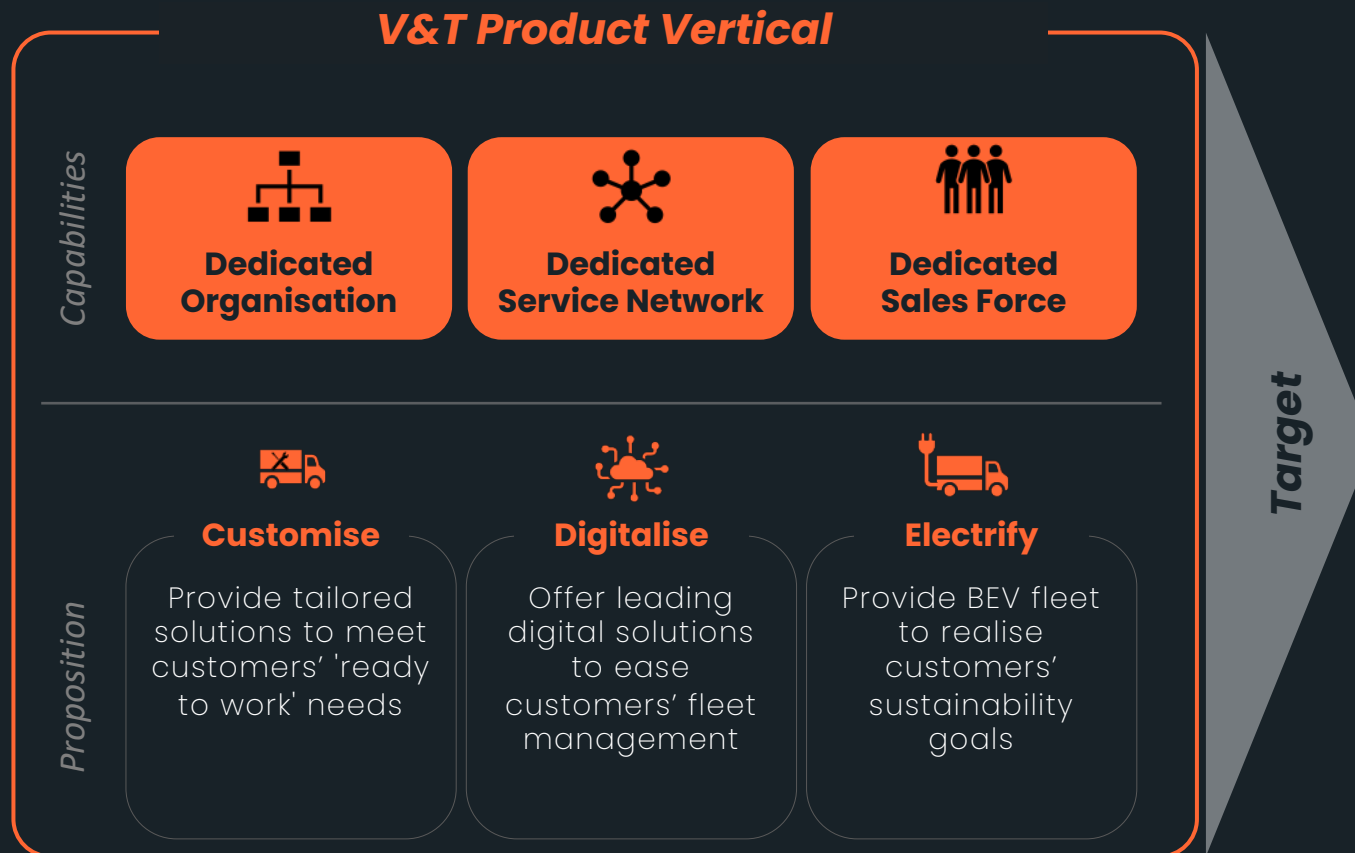 V&T Product Vertical
Capabilities
Dedicated
Organisation
Dedicated
Service Network
Dedicated
Sales Force
Target
Proposition
Customise
Provide tailored
solutions to meet
customers’ 'ready
to work' needs
Digitalise
Offer leading
digital solutions
to ease
customers’ fleet
management
Electrify
Provide BEV fleet
to realise
customers’
sustainability
goals